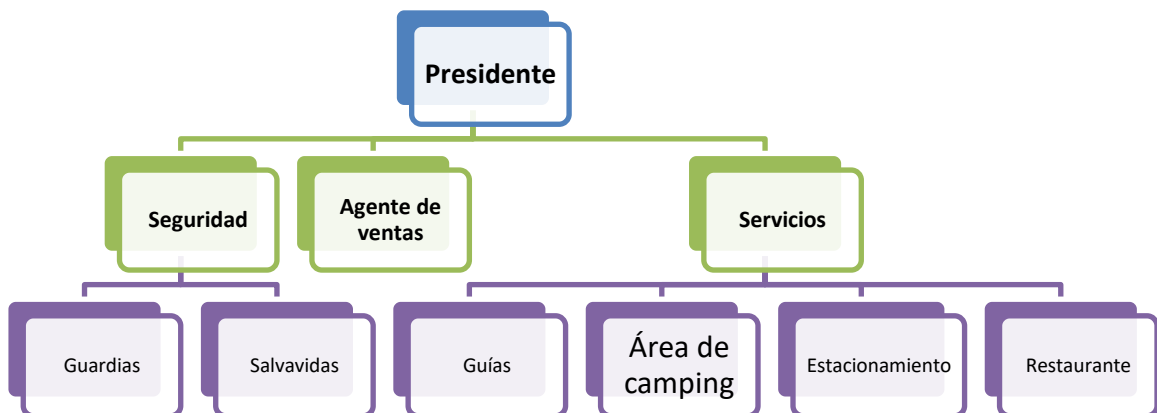 Presidente
Seguridad
Agente de
ventas
Servicios
Guardias
Salvavidas
Guías
Área de
camping
Estacionamiento
Restaurante